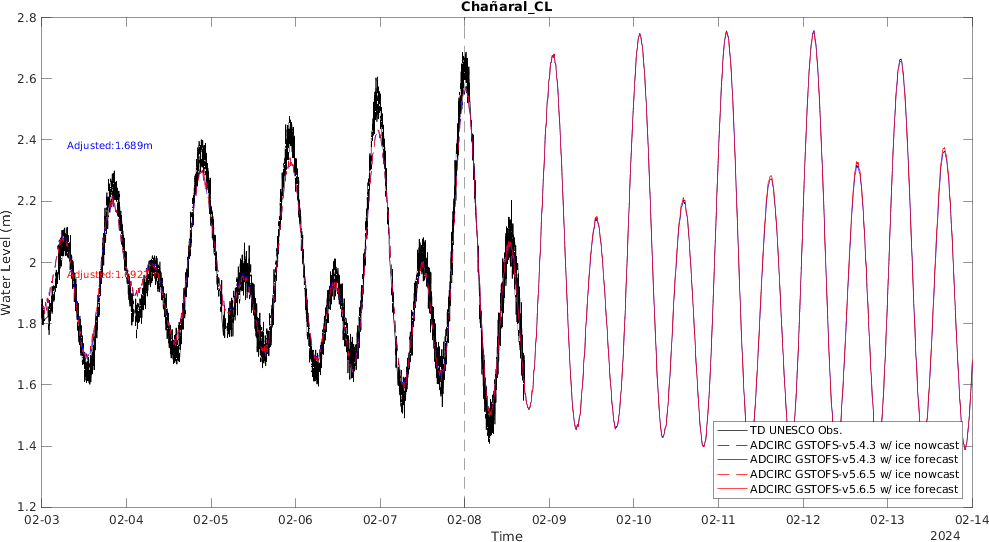 Chañaral_CL
2.8
2.6
2.4
2.2
2
1.8
1.6
1.4
1.2
Water Level (m)
Adjusted:1.689m
TD UNESCO Obs.
ADCIRC GSTOFS-v5.4.3 w/ ice nowcast
ADCIRC GSTOFS-v5.4.3 w/ ice forecast
ADCIRC GSTOFS-v5.6.5 w/ ice nowcast
ADCIRC GSTOFS-v5.6.5 w/ ice forecast
02-03 02-04 02-05 02-06 02-07 02-08 02-09 02-10 02-11 02-12 02-13 02-14
Time
2024